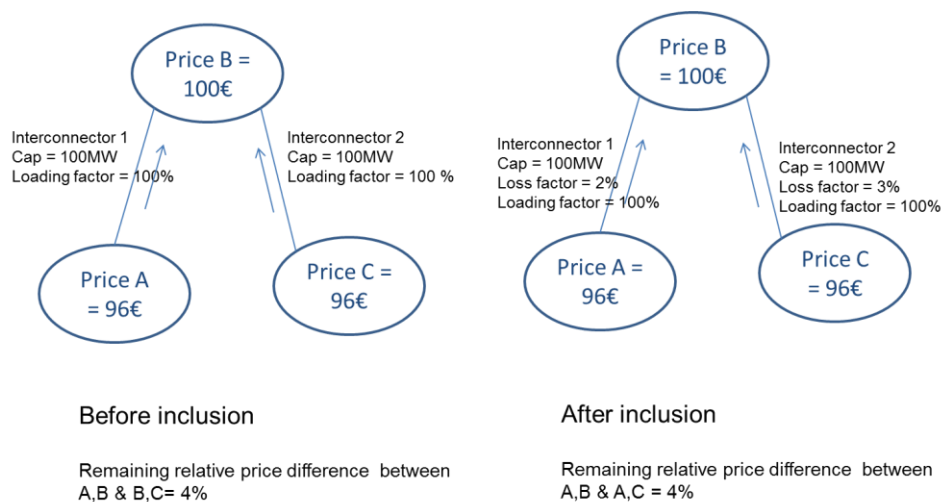 Price B =
100€
Interconnector 1
Cap = 100MW
Loading factor = 100%
Interconnector 2
Cap = 100MW
Loading factor = 100 %
Price A
= 96€
Price C =
96€
Before inclusion
Remaining relative price difference between
A,B & B,C= 4%
Price B
= 100€
Interconnector 1
Cap = 100MW
Loss factor = 2%
Loading factor = 100%
Interconnector 2
Cap = 100MW
Loss factor = 3%
Loading factor = 100%
Price A =
96€
Price C
= 96€
After inclusion
Remaining relative price difference between
A,B & A,C = 4%